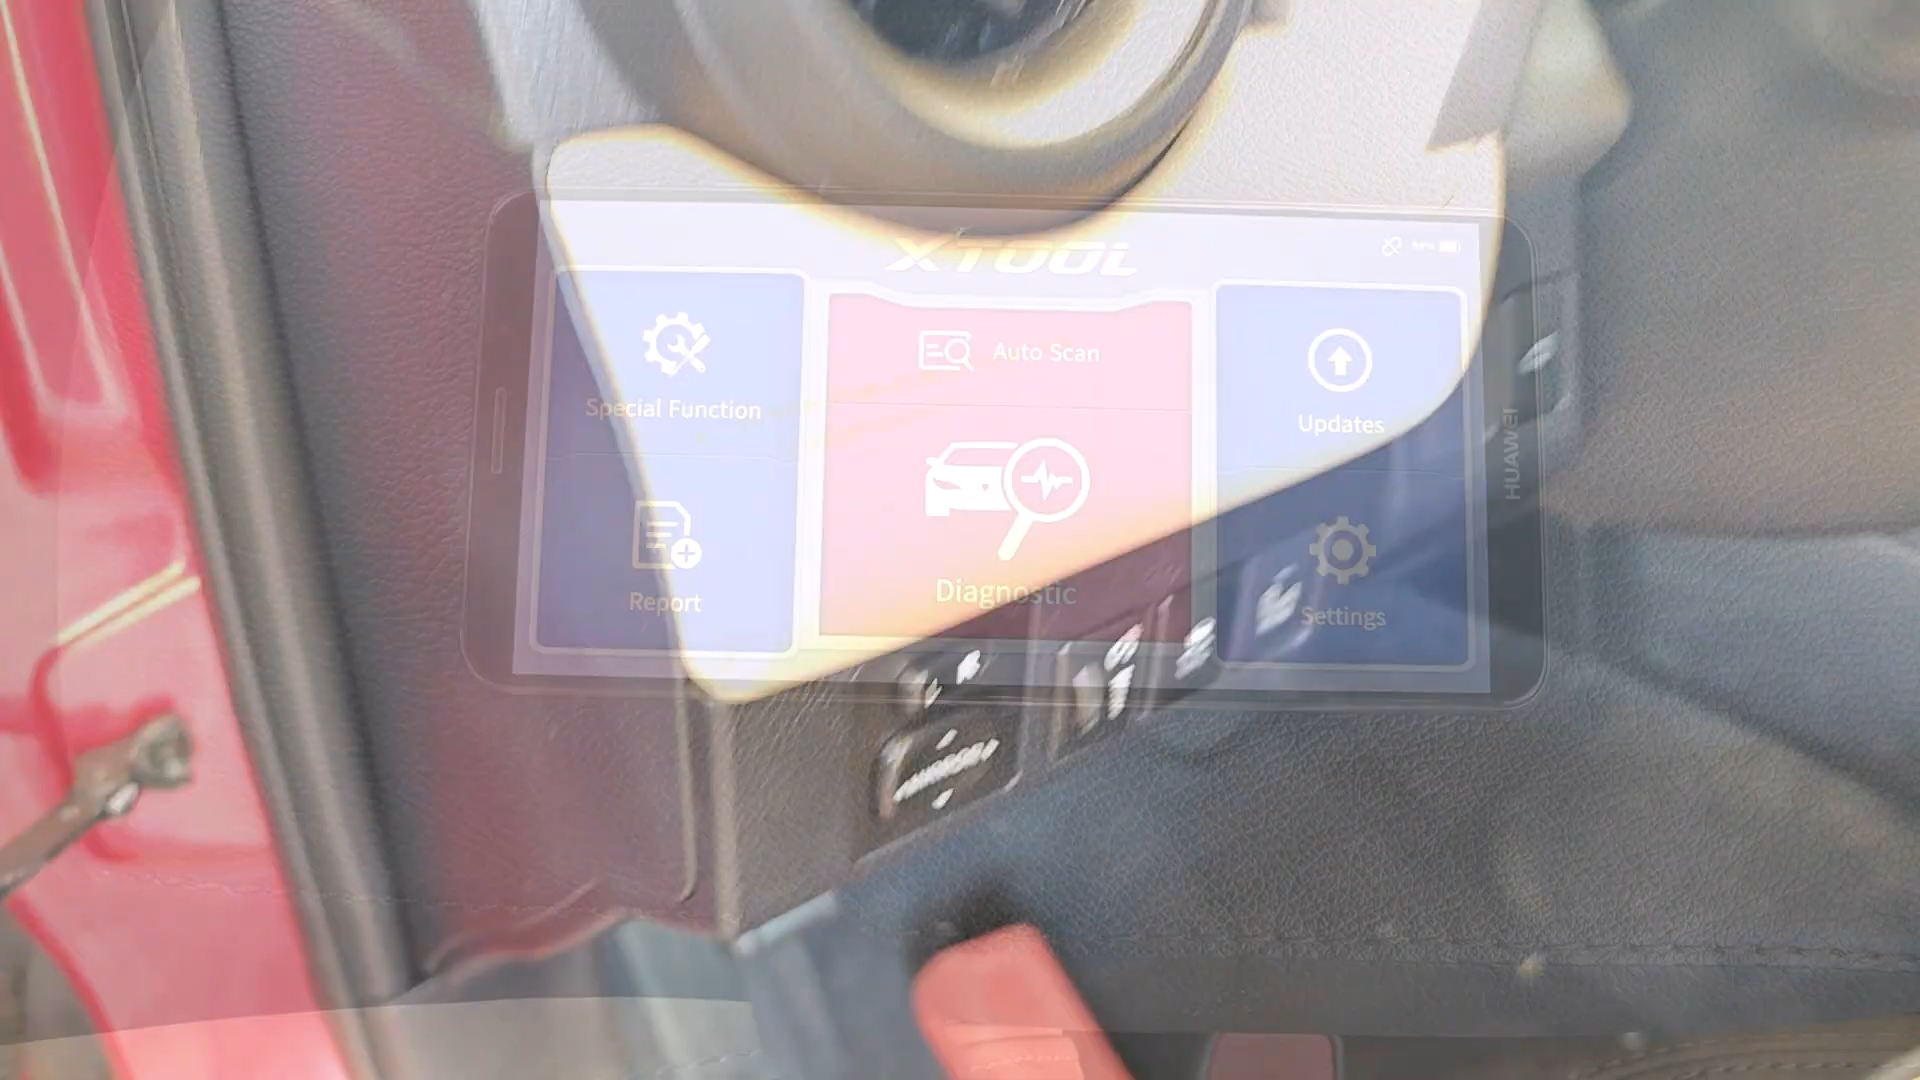 XTOOL
Auto Scan
Special Function
Updates
HUAWEI
Diagnostic
Report
Settings